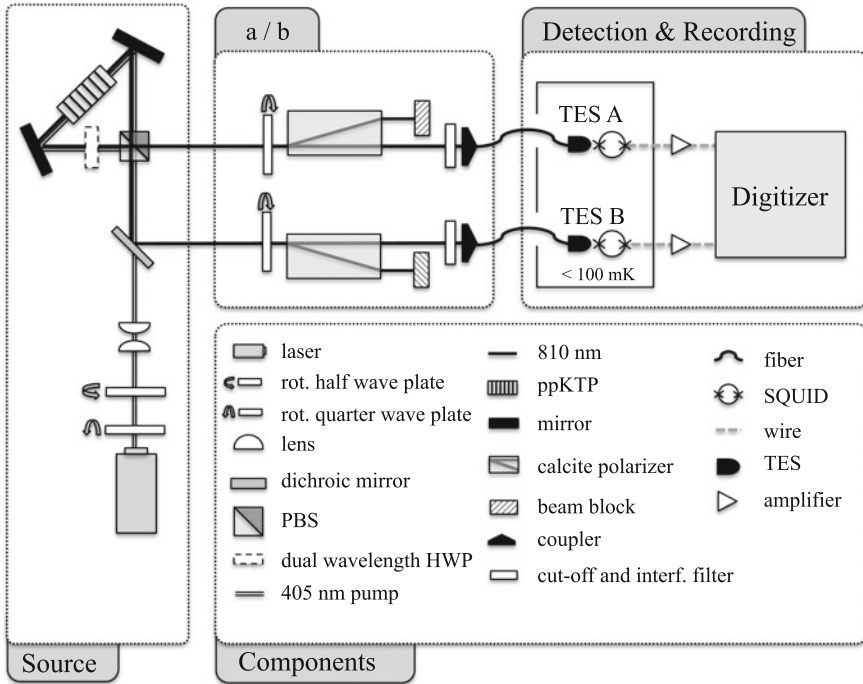 a / b
Detection & Recording
TES A
TES B
< 100 mK
Digitizer
laser
rot. half wave plate
rot. quarter wave plate
lens
dichroic mirror
PBS
dual wavelength HWP
405 nm pump
810 nm
ppKTP
mirror
calcite polarizer
beam block
coupler
cut-off and interf. filter
fiber
SQUID
wire
TES
amplifier
Source
Components